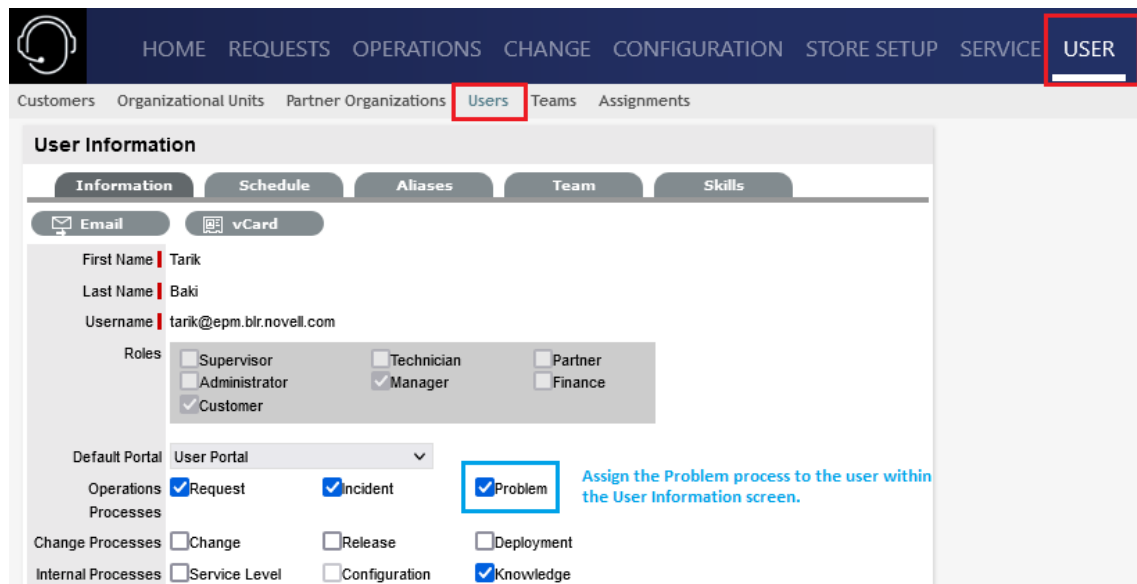 HOME REQUESTS OPERATIONS CHANGE CONFIGURATION STORE SETUP SERVICE USER
Customers Organizational Units Partner Organizations Users Teams Assignments
User Information
Information Schedule Aliases Team Skills
Email vCard
First Name Tarik
Last Name Baki
Username tarik@epm.blr.novell.com
Roles Supervisor Technician Partner
Administrator Manager Finance
Customer
Default Portal User Portal
Operations Processes Request Incident Problem
Assign the Problem process to the user within
the User Information screen.
Change Processes Change Release Deployment
Internal Processes Service Level Configuration Knowledge